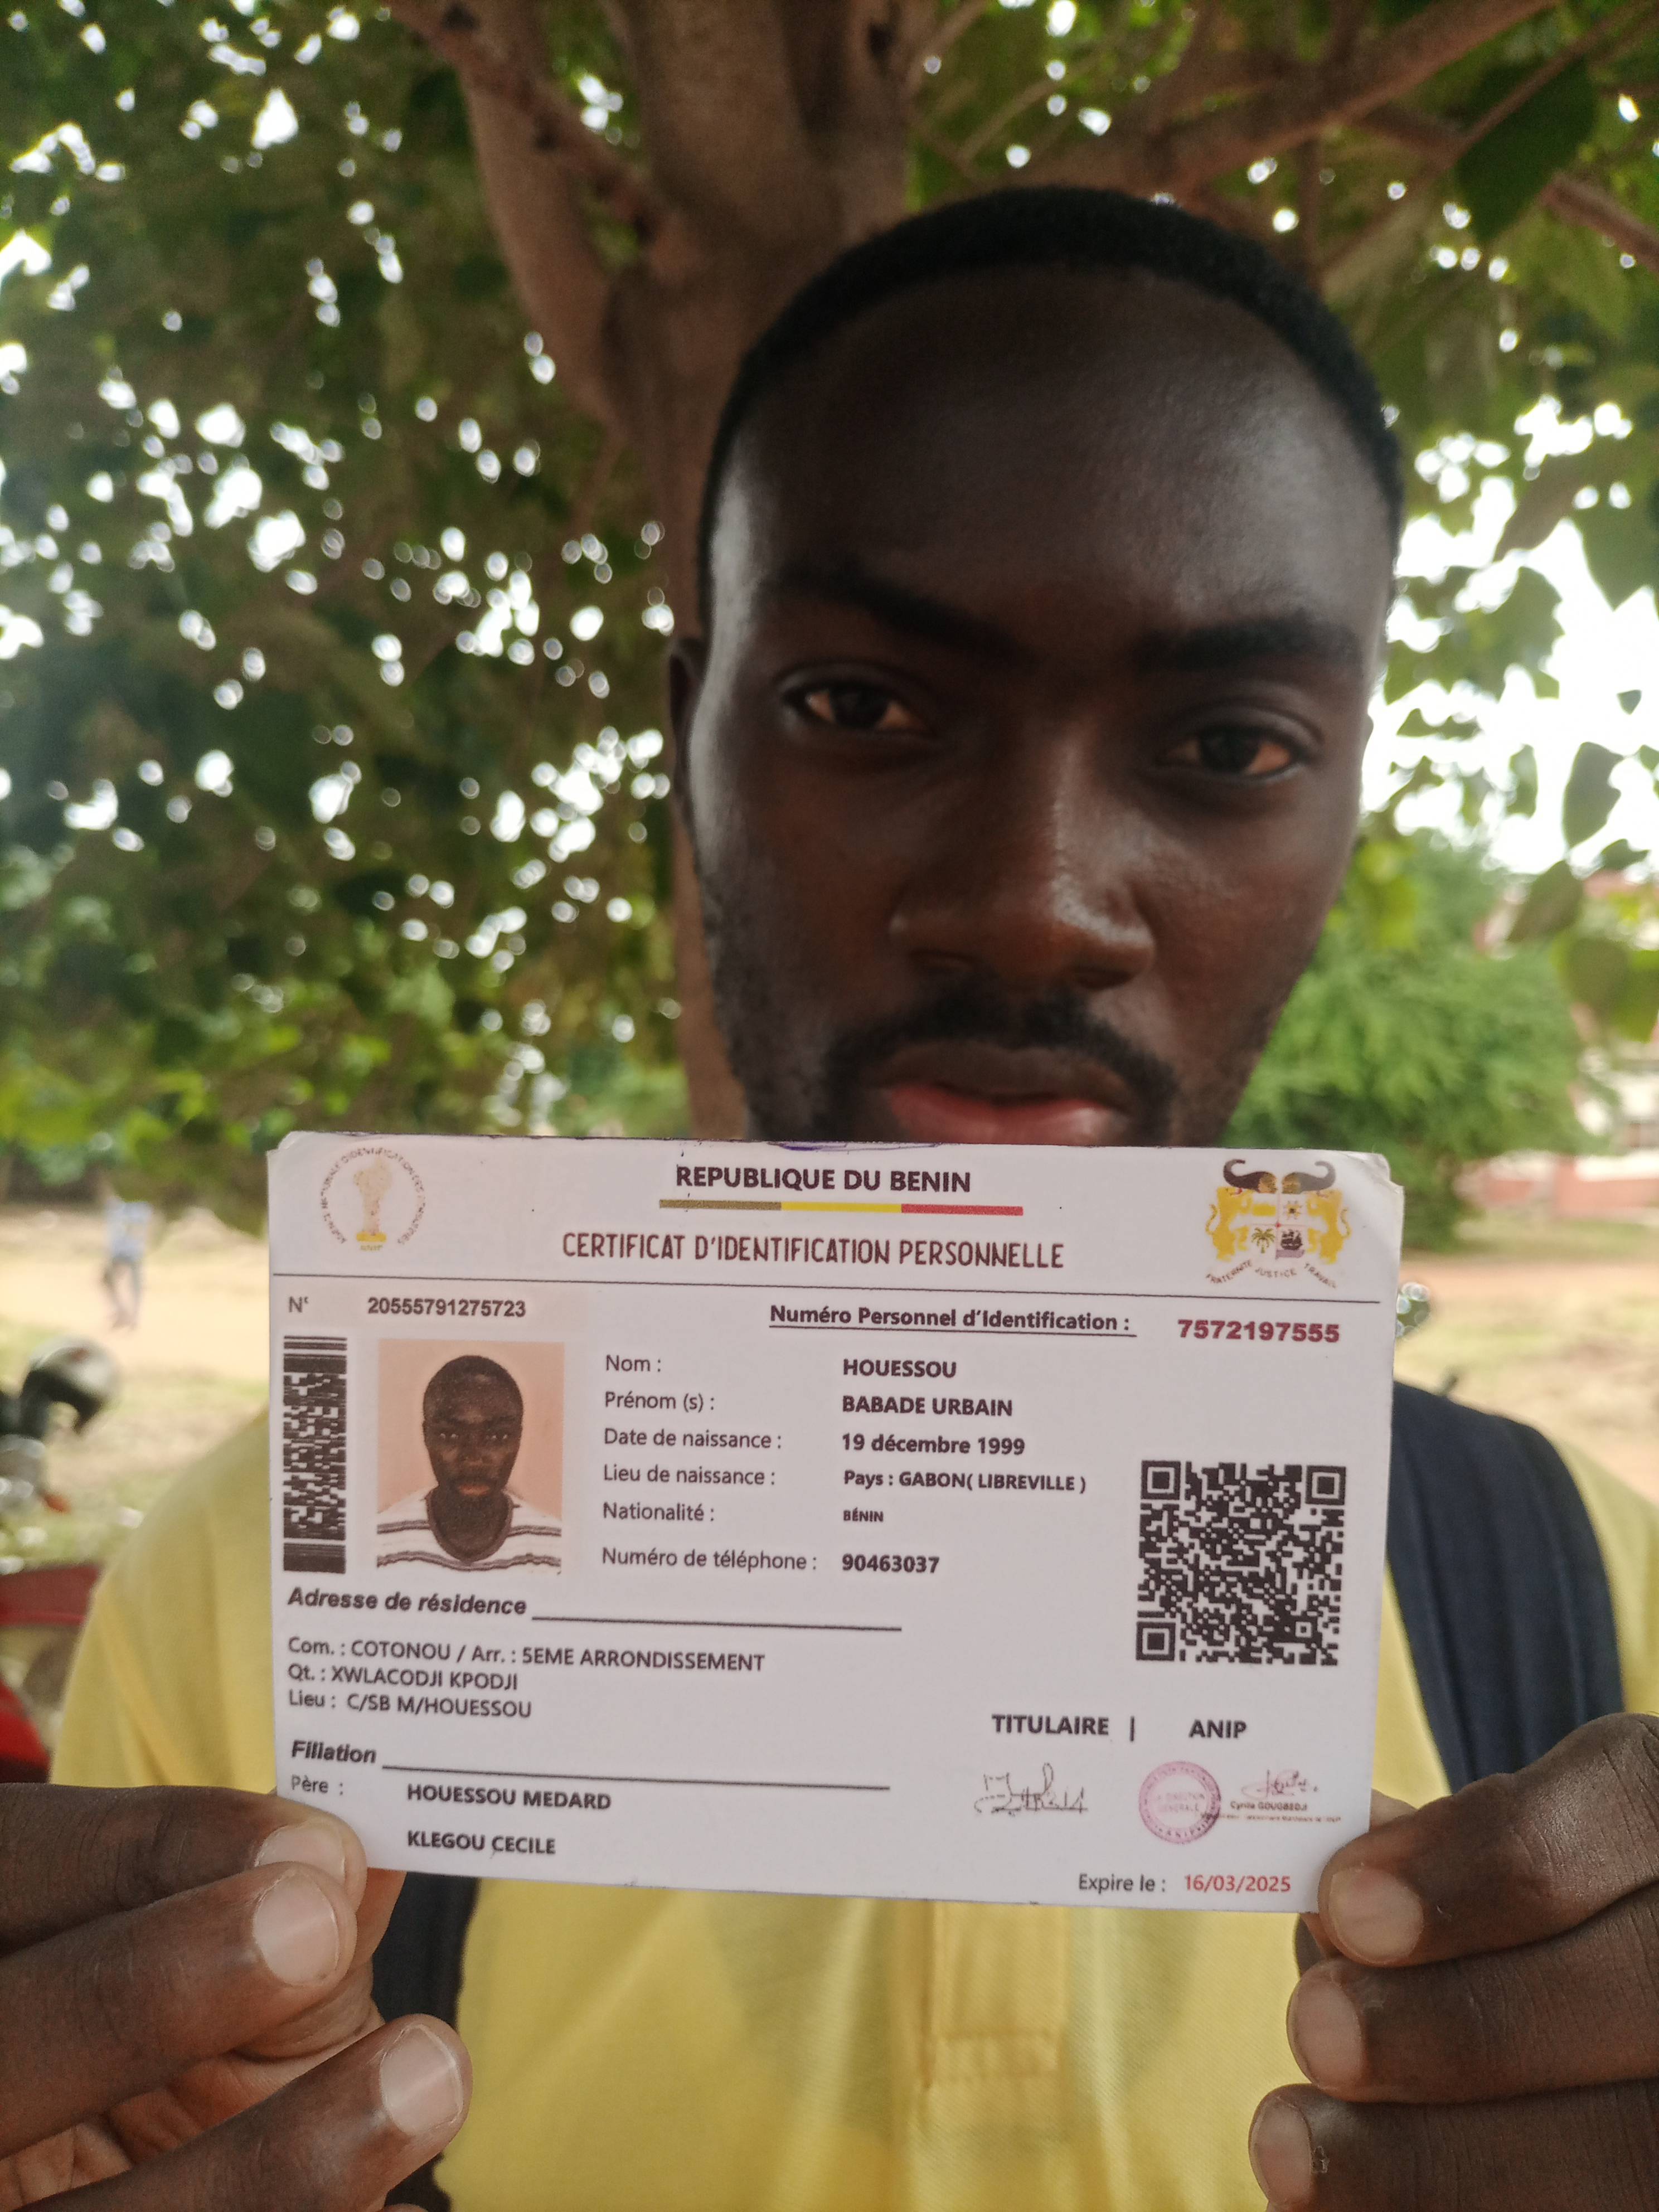 REPUBLIQUE DU BENIN
CERTIFICAT D'IDENTIFICATION PERSONNELLE
FRATERNITE JUSTICE TRAVAIL
N° 20555791275723
Numéro Personnel d'Identification : 7572197555
Nom : HOUESSOU
Prénom (s) : BABADE URBAIN
Date de naissance : 19 décembre 1999
Lieu de naissance : Pays : GABON( LIBREVILLE )
Nationalité : BÉNIN
Numéro de téléphone : 90463037
Adresse de résidence
Com. : COTONOU / Arr. : 5EME ARRONDISSEMENT
Qt. : XWLACODJI KPODJI
Lieu : C/SB M/HOUESSOU
TITULAIRE | ANIP
Filiation
Père : HOUESSOU MEDARD
KLEGOU CECILE
Expire le : 16/03/2025